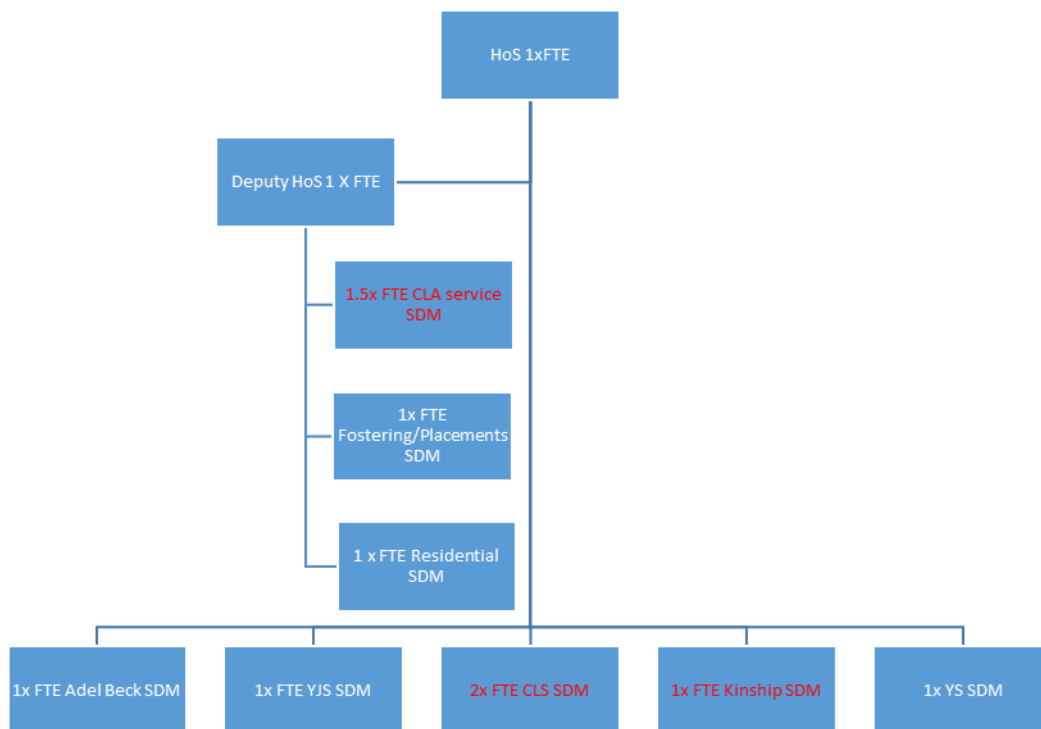 HoS 1xFTE
Deputy HoS 1 X FTE
1.5x FTE CLA service
SDM
1x FTE
Fostering/Placements
SDM
1 x FTE Residential
SDM
1x FTE Adel Beck SDM
1x FTE YJS SDM
2x FTE CLS SDM
1x FTE Kinship SDM
1x YS SDM